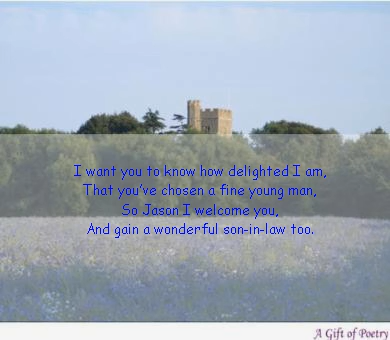 I want you to know how delighted I am,
That you've chosen a fine young man,
So Jason I welcome you,
And gain a wonderful son-in-law too.
A Gift of Poetry